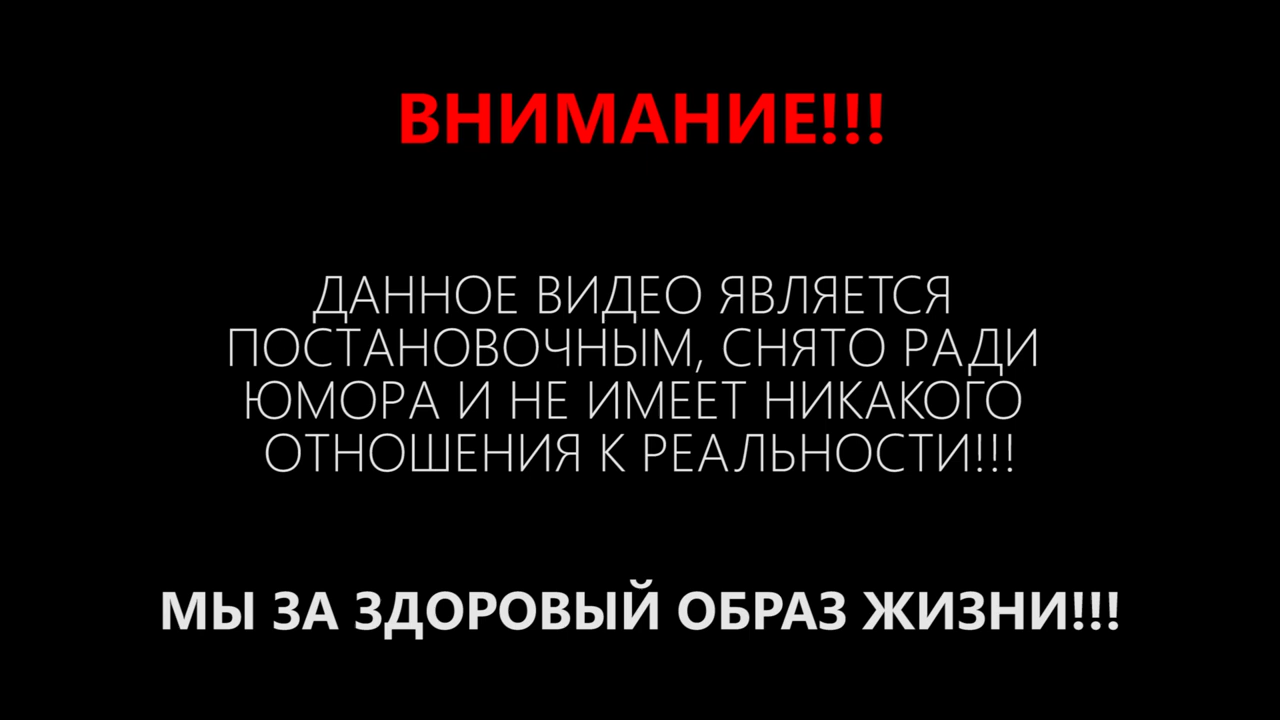 ВНИМАНИЕ!!!
ДАННОЕ ВИДЕО ЯВЛЯЕТСЯ
ПОСТАНОВОЧНЫМ, СНЯТО РАДИ
ЮМОРА И НЕ ИМЕЕТ НИКАКОГО
ОТНОШЕНИЯ К РЕАЛЬНОСТИ!!!
МЫ ЗА ЗДОРОВЫЙ ОБРАЗ ЖИЗНИ!!!